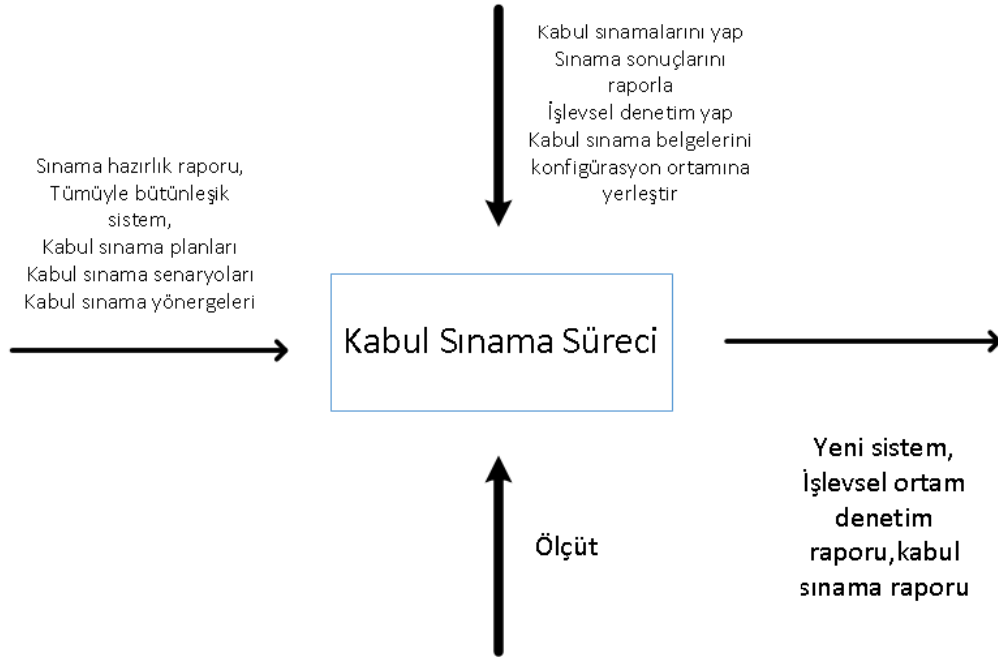 Kabul sınamalarını yap
Sınama sonuçlarını
raporla
İşlevsel denetim yap
Kabul sınama belgelerini
konfigürasyon ortamına
yerleştir
Sınama hazırlık raporu,
Tümüyle bütünleşik
sistem,
Kabul sınama planları
Kabul sınama senaryoları
Kabul sınama yönergeleri
Kabul Sınama Süreci
Yeni sistem,
İşlevsel ortam
denetim
raporu,kabul
sınama raporu
Ölçüt